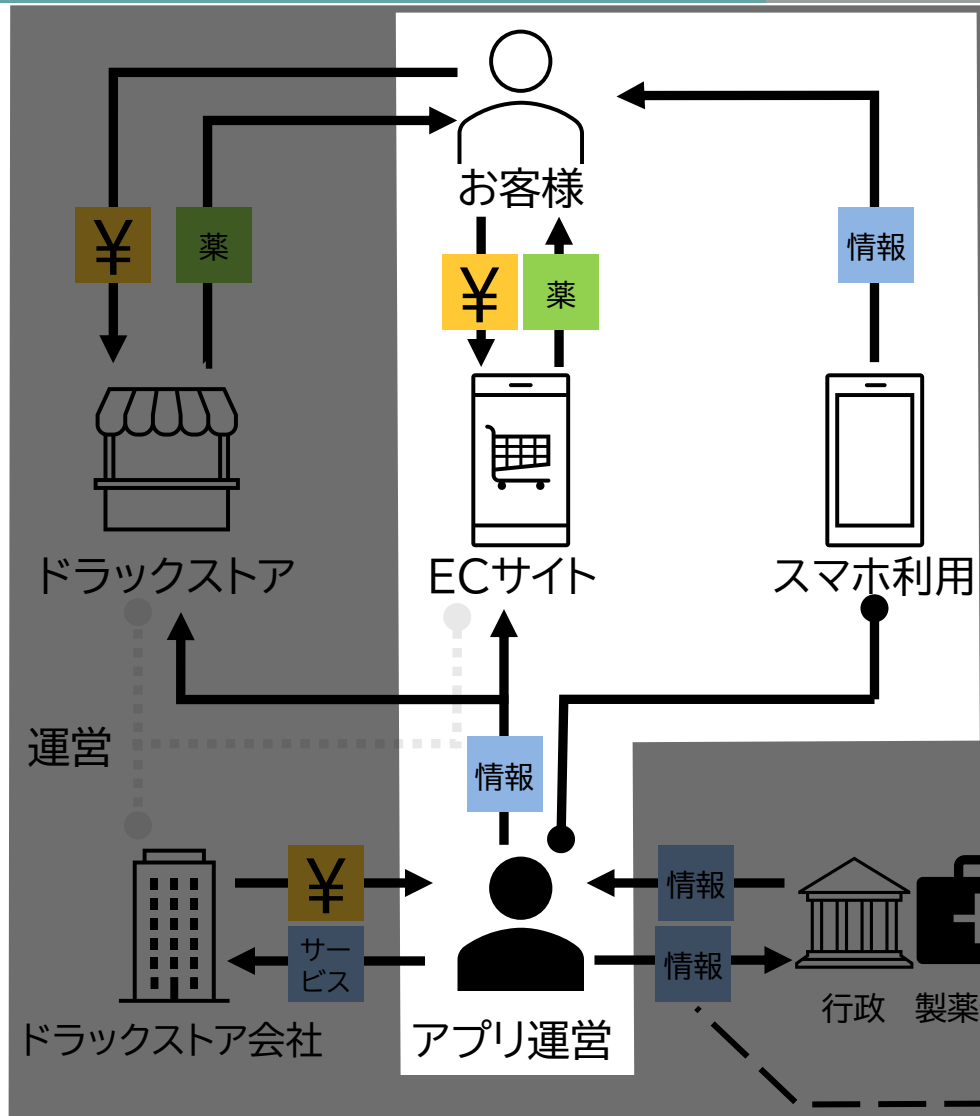 お客様
¥
薬
¥
薬
情報
ドラックストア
ECサイト
スマホ利用
運営
情報
¥
サー
ビス
情報
情報
行政
製薬
ドラックストア会社
アプリ運営